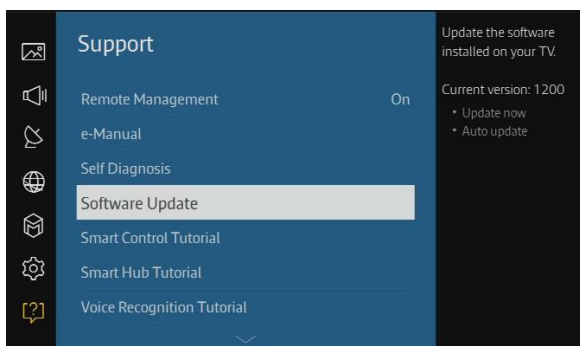 Support
Remote Management On
e-Manual
Self Diagnosis
Software Update
Smart Control Tutorial
Smart Hub Tutorial
Voice Recognition Tutorial
[?]
Update the software
installed on your TV.
Current version: 1200
• Update now
• Auto update